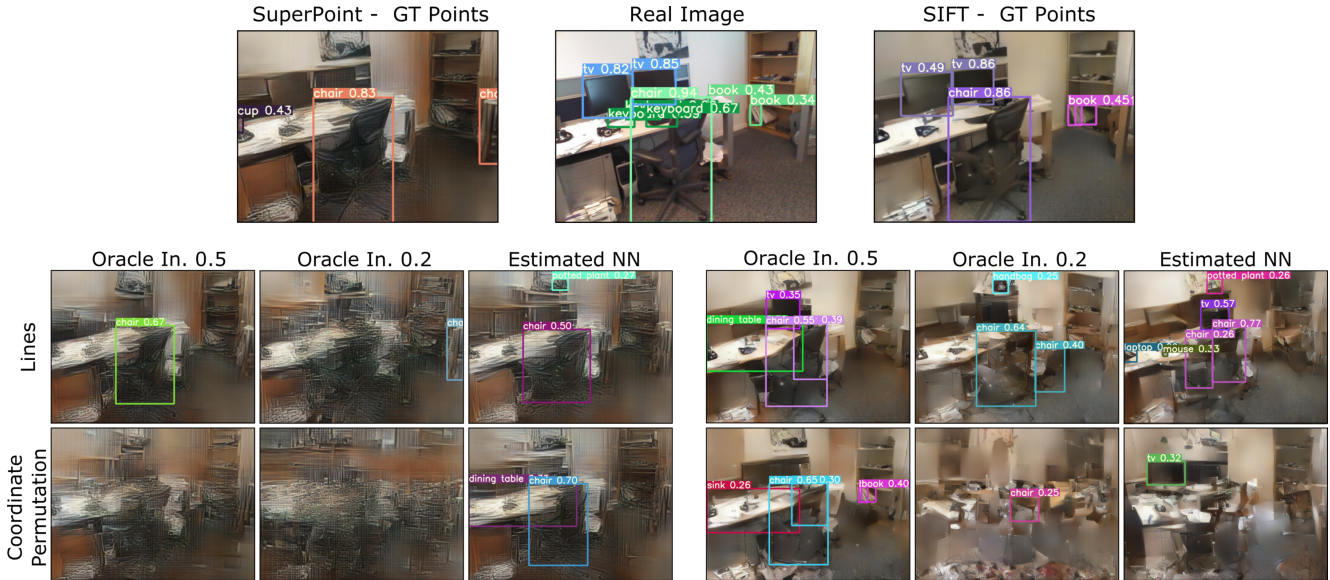 SuperPoint - GT Points
Real Image
SIFT - GT Points
cup 0.43
chair 0.83
tv 0.82
tv 0.85
chair 0.94
book 0.43
book 0.34
keyboard 0.67
tv 0.49
tv 0.86
chair 0.86
book 0.451
Oracle In. 0.5
Oracle In. 0.2
Estimated NN
Oracle In. 0.5
Oracle In. 0.2
Estimated NN
Lines
chair 0.67
potted plant 0.27
chair 0.50
tv 0.35
dining table
chair 0.55
0.39
handbag 0.25
chair 0.64
chair 0.40
potted plant 0.26
tv 0.57
chair 0.77
chair 0.26
laptop
mouse 0.33
Coordinate
Permutation
dining table
chair 0.70
sink 0.26
chair 0.65
0.30
book 0.40
chair 0.25
tv 0.32